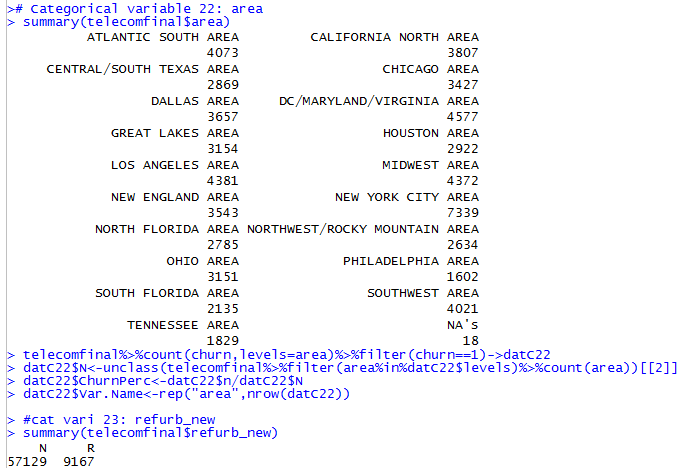 ># Categorical variable 22: area
> summary(telecomfinal$area)
ATLANTIC SOUTH AREA CALIFORNIA NORTH AREA
4073 3807
CENTRAL/SOUTH TEXAS AREA CHICAGO AREA
2869 3427
DALLAS AREA DC/MARYLAND/VIRGINIA AREA
3657 4577
GREAT LAKES AREA HOUSTON AREA
3154 2922
LOS ANGELES AREA MIDWEST AREA
4381 4372
NEW ENGLAND AREA NEW YORK CITY AREA
3543 7339
NORTH FLORIDA AREA NORTHWEST/ROCKY MOUNTAIN AREA
2785 2634
OHIO AREA PHILADELPHIA AREA
3151 1602
SOUTH FLORIDA AREA SOUTHWEST AREA
2135 4021
TENNESSEE AREA NA's
1829 18
> telecomfinal%>%count(churn,levels=area)%>%filter(churn==1)->datC22
> datC22$N<-unclass(telecomfinal%>%filter(area%in%datC22$levels)%>%count(area))[[2]]
> datC22$ChurnPerc<-datC22$n/datC22$N
> datC22$Var.Name<-rep("area",nrow(datC22))
> #cat vari 23: refurb_new
> summary(telecomfinal$refurb_new)
N R
57129 9167